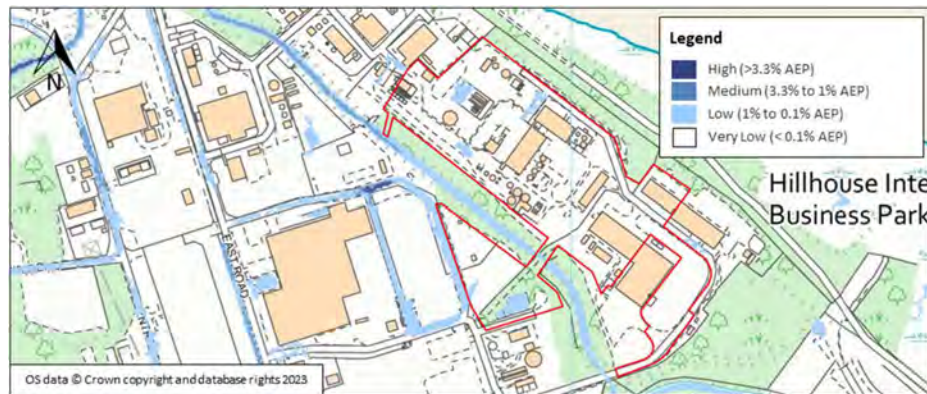 Legend
High (>3.3% AEP)
Medium (3.3% to 1% AEP)
Low (1% to 0.1% AEP)
Very Low (< 0.1% AEP)
N
Hillhouse Inte
Business Park
EAST ROAD
OS data © Crown copyright and database rights 2023